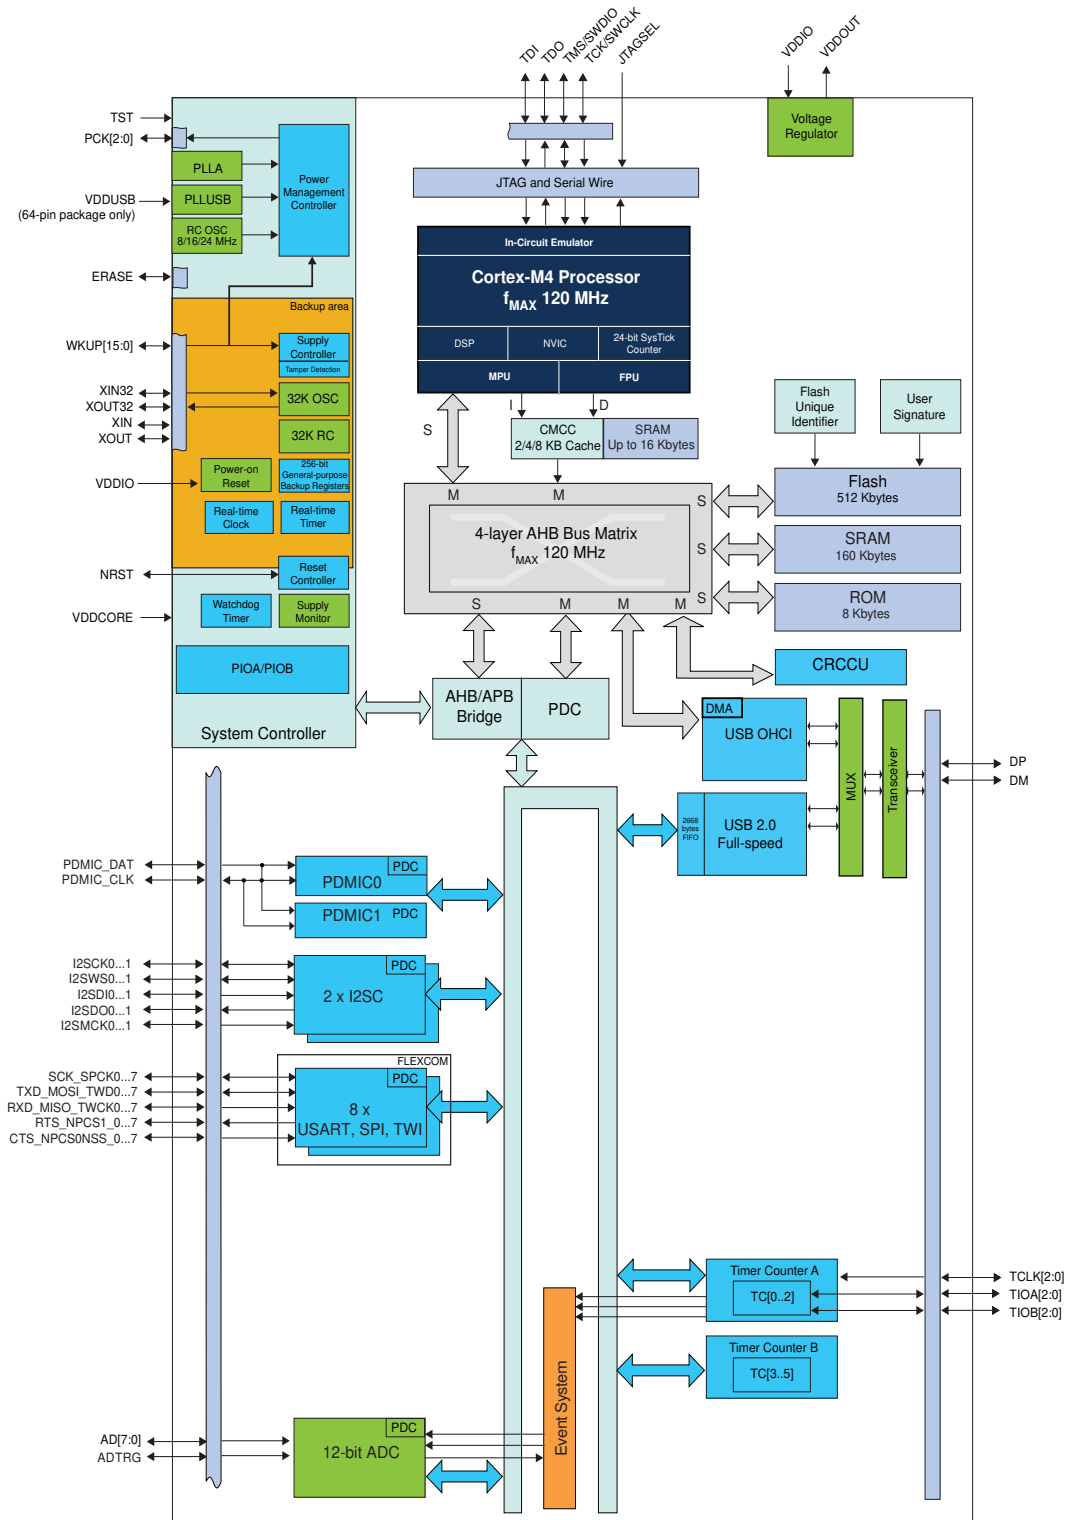 TDI
TDO
TMS/SWDIO
TCK/SWCLK
JTAGSEL
VDDIO
VDDOUT
Voltage
Regulator
TST
PCK[2:0]
PLLA
VDDUSB
(64-pin package only)
PLLUSB
RC OSC
8/16/24 MHz
Power
Management
Controller
ERASE
Backup area
WKUP[15:0]
Supply
Controller
Tamper Detection
XIN32
XOUT32
XIN
XOUT
32K OSC
32K RC
VDDIO
Power-on
Reset
256-bit
General-purpose
Backup Registers
Real-time
Clock
Real-time
Timer
NRST
Reset
Controller
VDDCORE
Watchdog
Timer
Supply
Monitor
PIOA/PIOB
System Controller
JTAG and Serial Wire
In-Circuit Emulator
Cortex-M4 Processor
fMAX 120 MHz
DSP
NVIC
24-bit SysTick
Counter
MPU
FPU
S
I
D
CMCC
2/4/8 KB Cache
SRAM
Up to 16 Kbytes
Flash
Unique
Identifier
User
Signature
M
M
S
Flash
512 Kbytes
4-layer AHB Bus Matrix
fMAX 120 MHz
S
SRAM
160 Kbytes
S
ROM
8 Kbytes
S
M
M
M
CRCCU
AHB/APB
Bridge
PDC
DMA
USB OHCI
MUX
Transceiver
DP
DM
2668
bytes
FIFO
USB 2.0
Full-speed
PDMIC_DAT
PDMIC_CLK
PDC
PDMIC0
PDMIC1
PDC
I2SCK0...1
I2SWS0...1
I2SDI0...1
I2SDO0...1
I2SMCK0...1
PDC
2 x I2SC
FLEXCOM
SCK_SPCK0...7
TXD_MOSI_TWD0...7
RXD_MISO_TWCK0...7
RTS_NPCS1_0...7
CTS_NPCS0NSS_0...7
PDC
8 x
USART, SPI, TWI
Timer Counter A
TC[0..2]
TCLK[2:0]
TIOA[2:0]
TIOB[2:0]
Timer Counter B
TC[3..5]
Event System
AD[7:0]
ADTRG
PDC
12-bit ADC